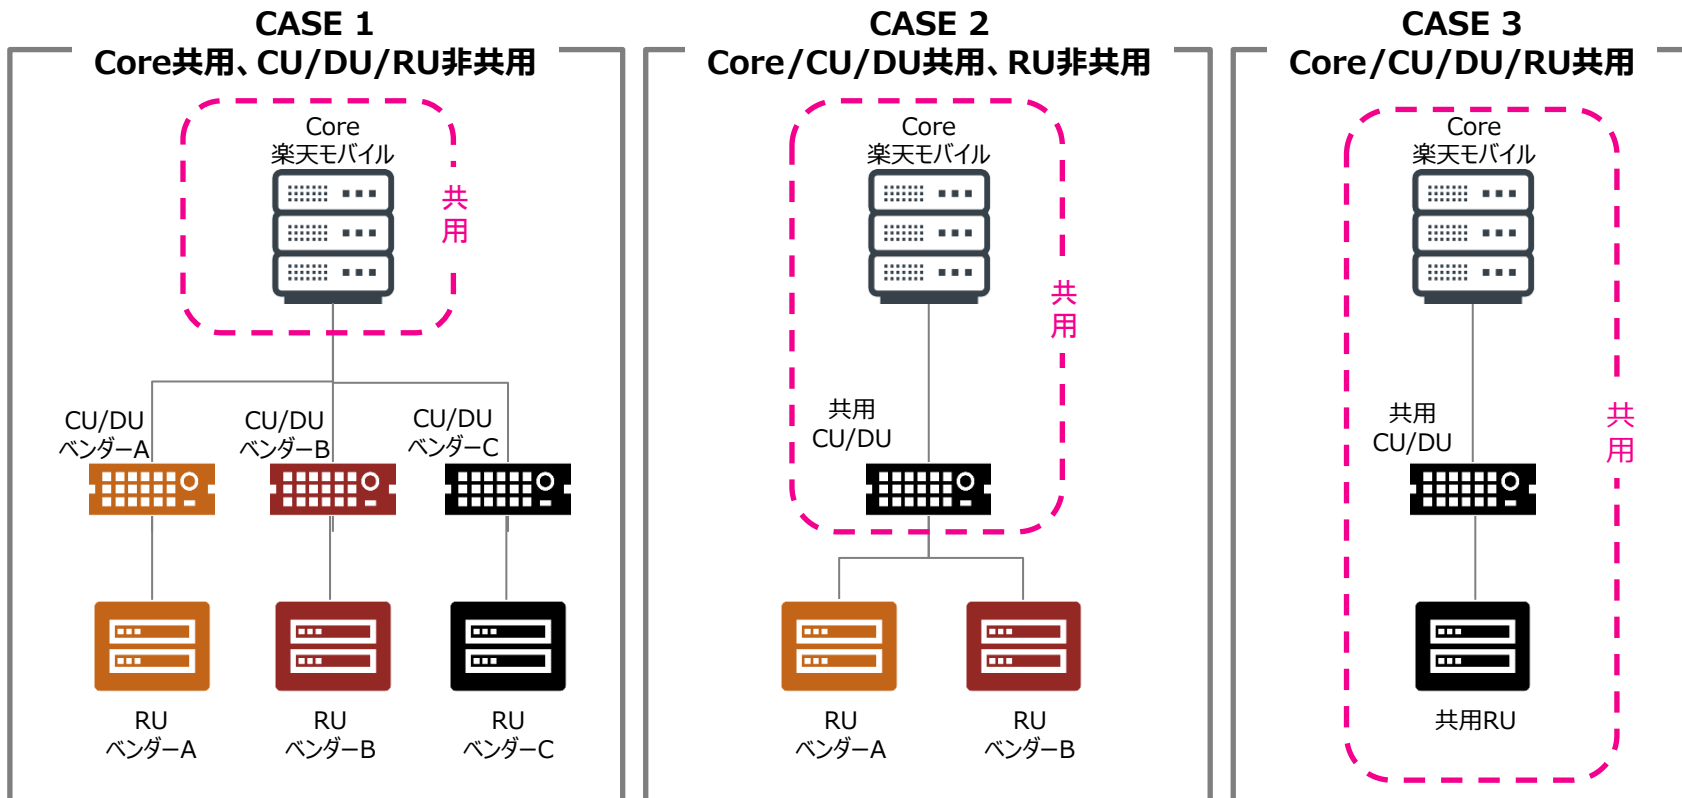 CASE 1
Core共用、CU/DU/RU非共用
Core
楽天モバイル
共
用
CU/DU
ベンダーA
CU/DU
ベンダーB
CU/DU
ベンダーC
RU
ベンダーA
RU
ベンダーB
RU
ベンダーC
CASE 2
Core/CU/DU共用、RU非共用
Core
楽天モバイル
共
用
共用
CU/DU
RU
ベンダーA
RU
ベンダーB
CASE 3
Core/CU/DU/RU共用
Core
楽天モバイル
共用
CU/DU
共
用
共用RU